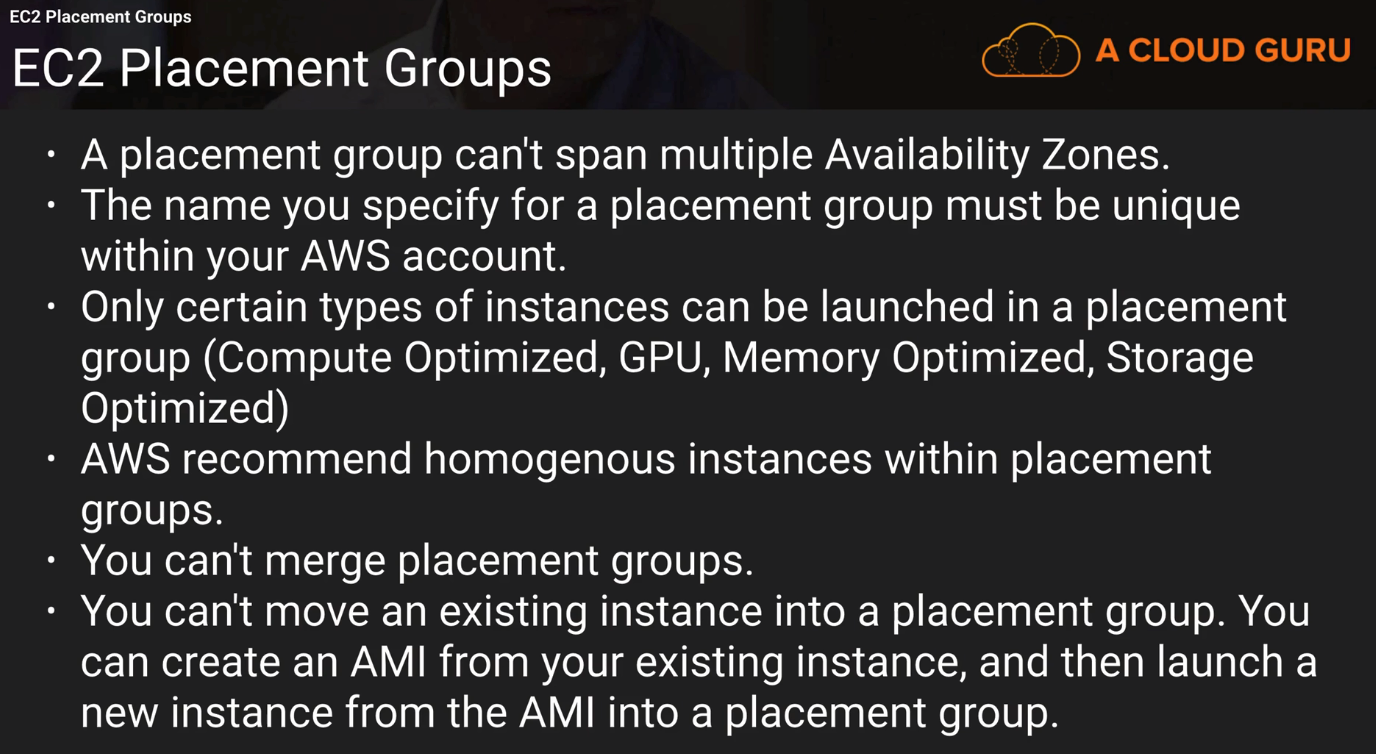 EC2 Placement Groups
EC2 Placement Groups
A CLOUD GURU
• A placement group can't span multiple Availability Zones.
• The name you specify for a placement group must be unique
within your AWS account.
• Only certain types of instances can be launched in a placement
group (Compute Optimized, GPU, Memory Optimized, Storage
Optimized)
• AWS recommend homogenous instances within placement
groups.
• You can't merge placement groups.
• You can't move an existing instance into a placement group. You
can create an AMI from your existing instance, and then launch a
new instance from the AMI into a placement group.